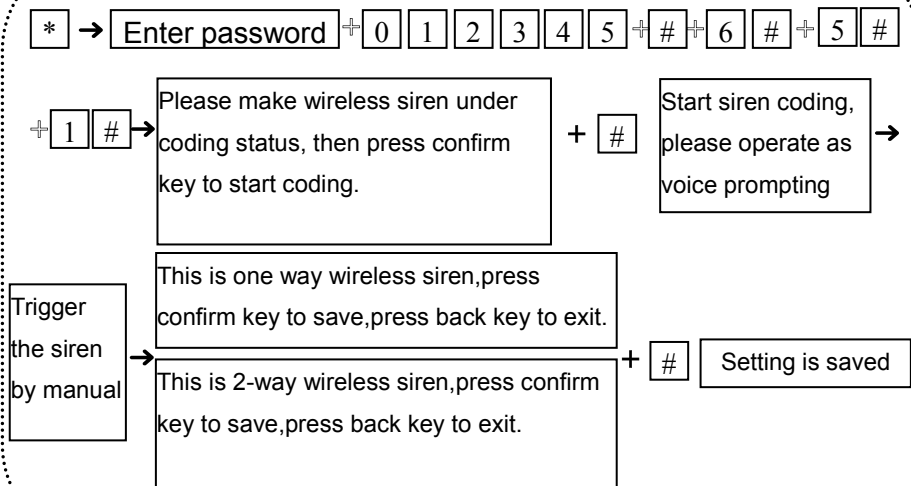 * → Enter password + 0 1 2 3 4 5 + # + 6 # + 5 #
+ 1 # →
Please make wireless siren under
coding status, then press confirm
key to start coding.
+ #
Start siren coding,
please operate as
voice prompting
→
Trigger
the siren
by manual
→
This is one way wireless siren,press
confirm key to save,press back key to exit.
This is 2-way wireless siren,press confirm
key to save,press back key to exit.
+ #
Setting is saved